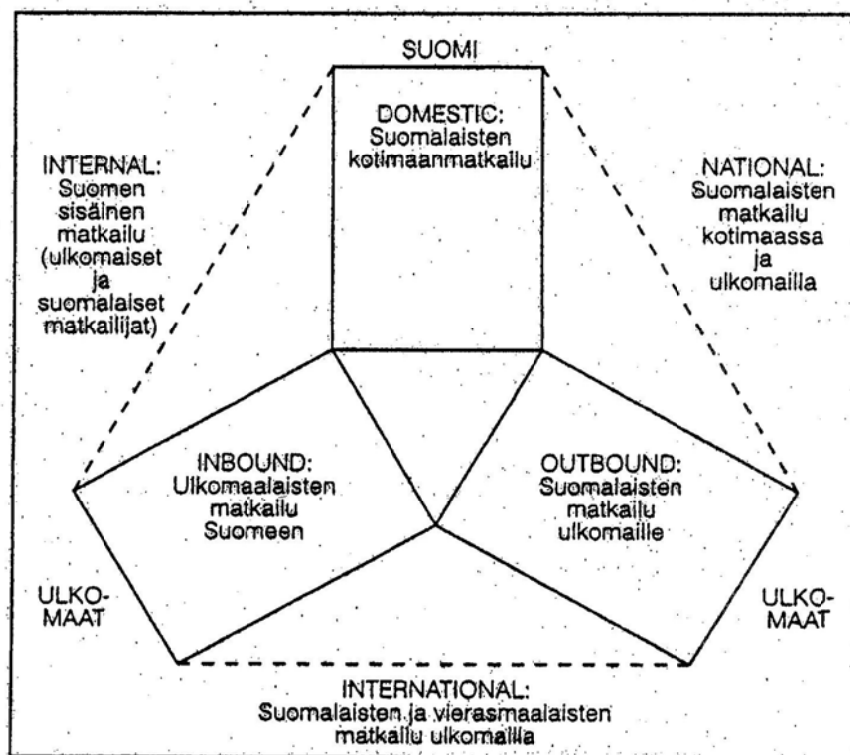 SUOMI
DOMESTIC:
Suomalaisten
kotimaanmatkailu
INTERNAL:
Suomen
sisäinen
matkailu
(ulkomaiset
ja
suomalaiset
matkailijat)
NATIONAL:
Suomalaisten
matkailu
kotimaassa
ja
ulkomailla
INBOUND:
Ulkomaalaisten
matkailu
Suomeen
OUTBOUND:
Suomalaisten
matkailu
ulkomaille
ULKO-
MAAT
ULKO-
MAAT
INTERNATIONAL:
Suomalaisten ja vierasmaalaisten
matkailu ulkomailla